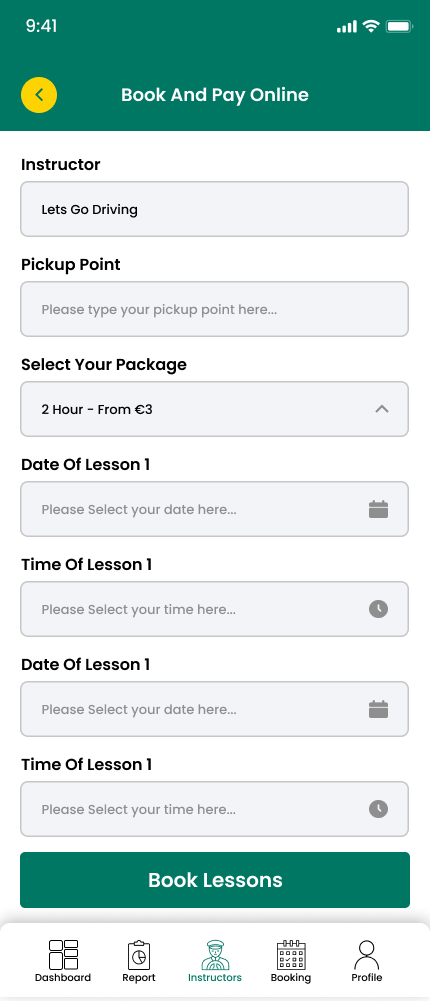 9:41
Book And Pay Online
Instructor
Lets Go Driving
Pickup Point
Please type your pickup point here...
Select Your Package
2 Hour - From €3
Date Of Lesson 1
Please Select your date here...
Time Of Lesson 1
Please Select your time here...
Date Of Lesson 1
Please Select your date here...
Time Of Lesson 1
Please Select your time here...
Book Lessons
Dashboard Report Instructors Booking Profile